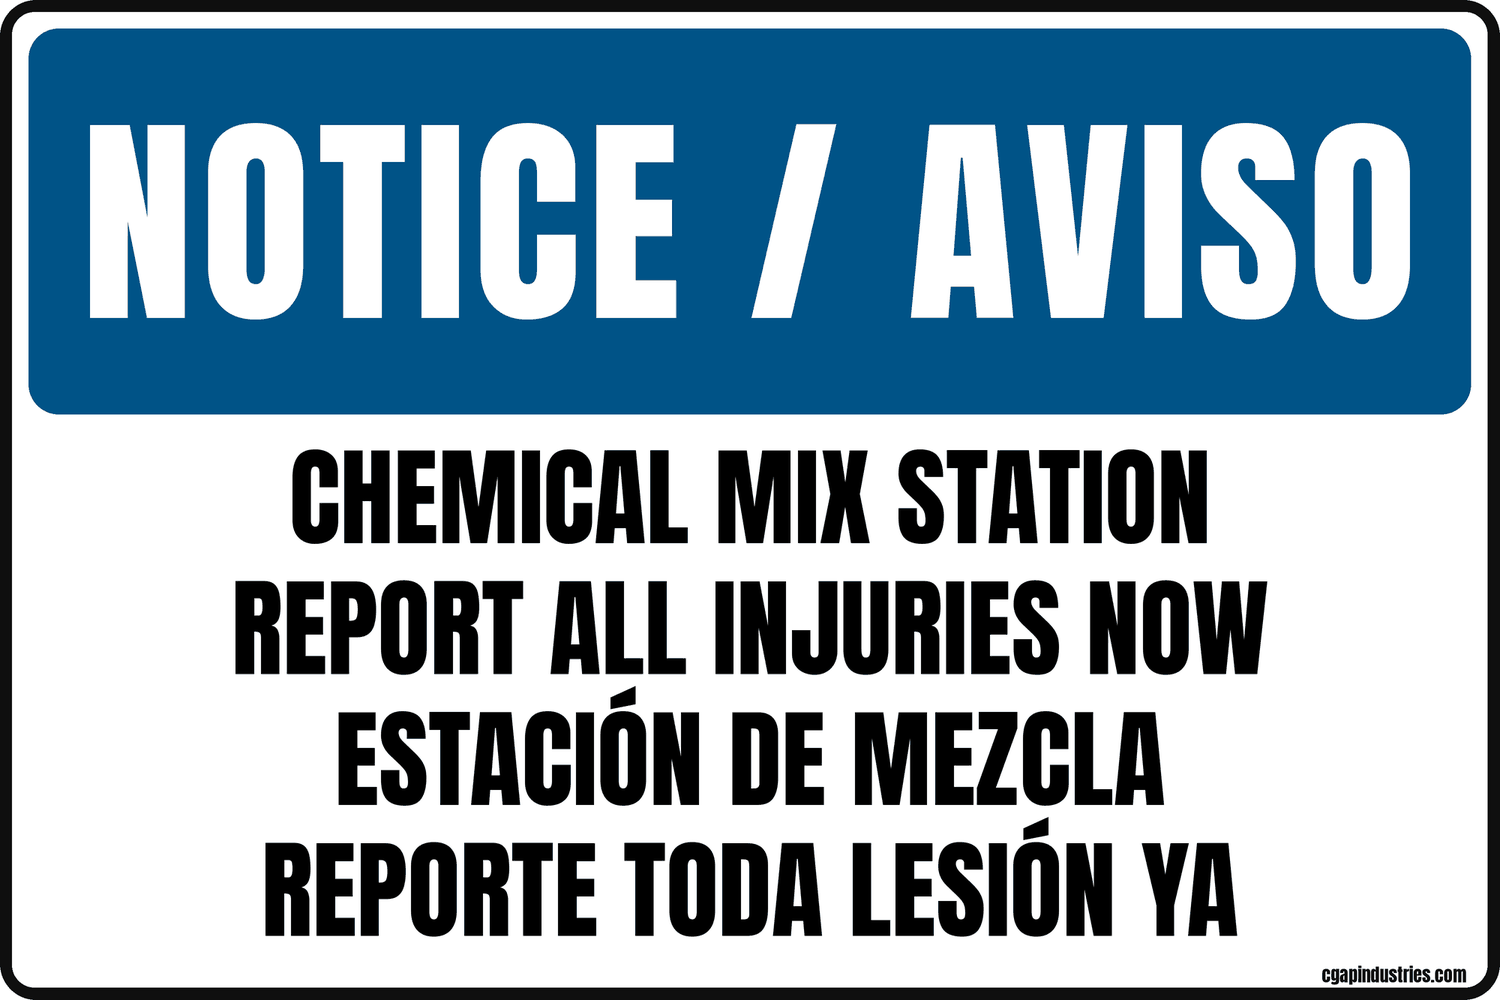 NOTICE / AVISO
CHEMICAL MIX STATION
REPORT ALL INJURIES NOW
ESTACIÓN DE MEZCLA
REPORTE TODA LESIÓN YA
cgapindustries.com